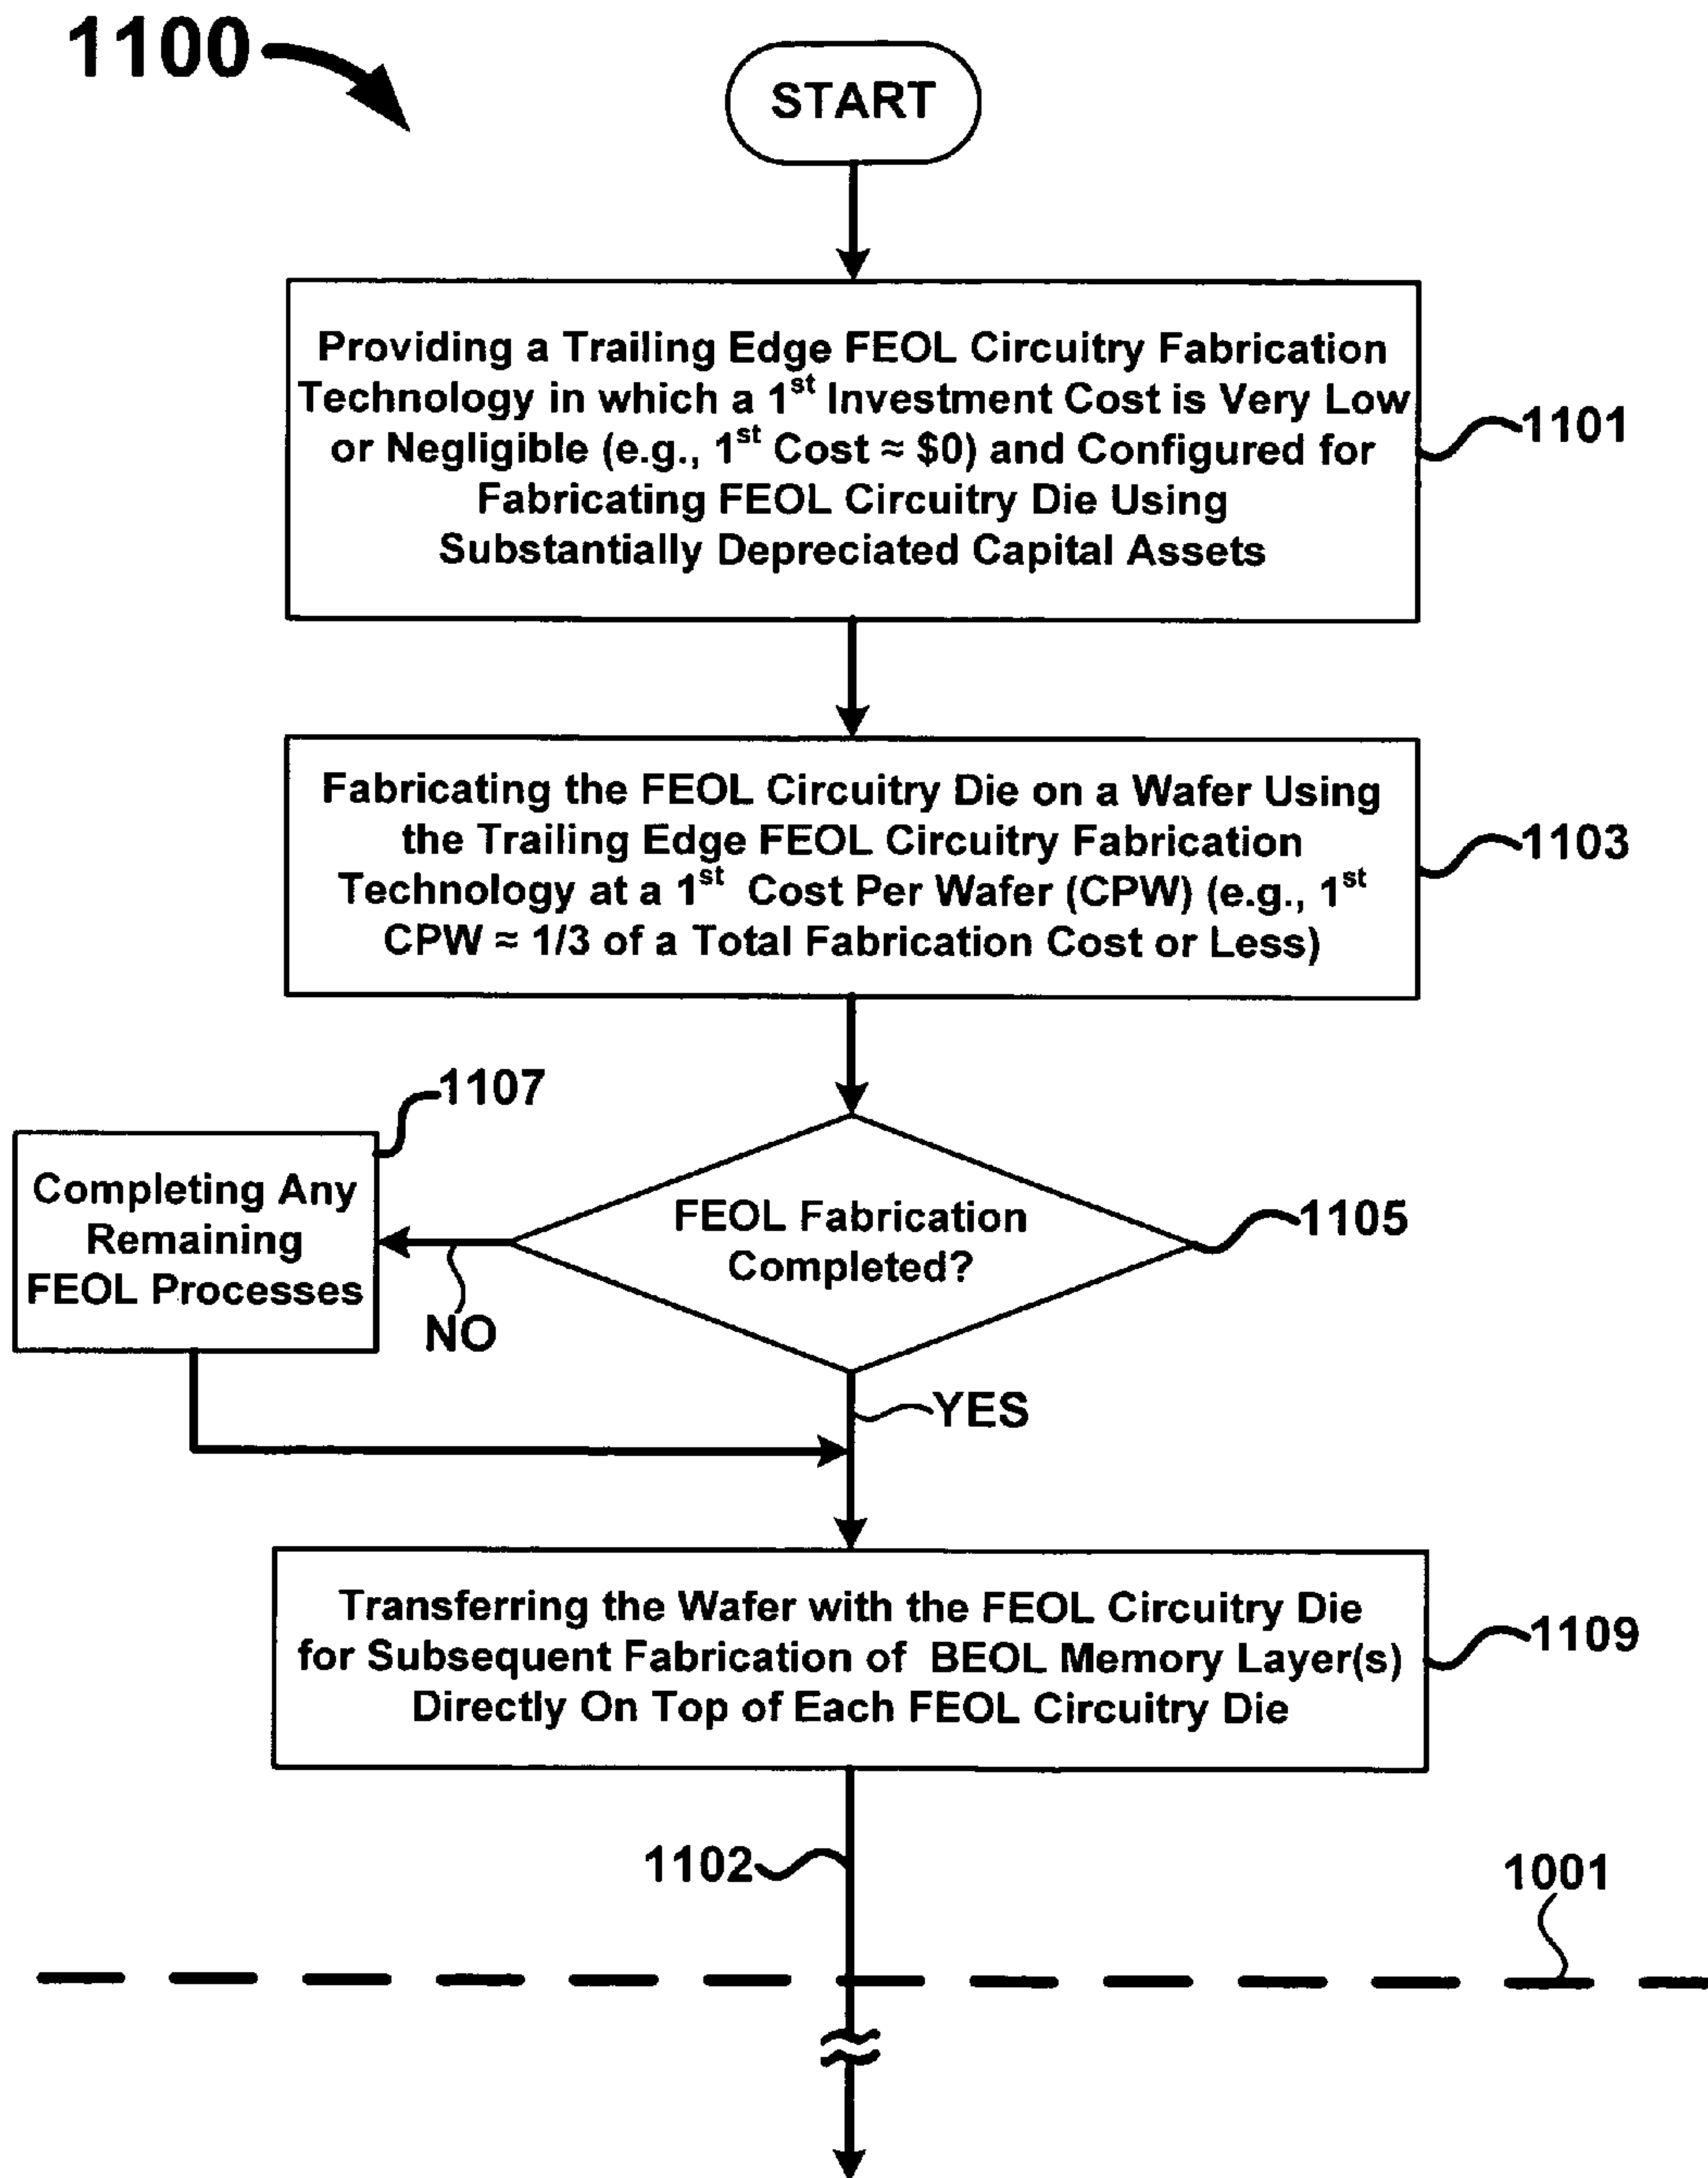 1100
START
Providing a Trailing Edge FEOL Circuitry Fabrication
Technology in which a 1st Investment Cost is Very Low
or Negligible (e.g., 1st Cost ≈ $0) and Configured for
Fabricating FEOL Circuitry Die Using
Substantially Depreciated Capital Assets
1101
Fabricating the FEOL Circuitry Die on a Wafer Using
the Trailing Edge FEOL Circuitry Fabrication
Technology at a 1st Cost Per Wafer (CPW) (e.g., 1st
CPW ≈ 1/3 of a Total Fabrication Cost or Less)
1103
1107
Completing Any
Remaining
FEOL Processes
NO
FEOL Fabrication
Completed?
1105
YES
Transferring the Wafer with the FEOL Circuitry Die
for Subsequent Fabrication of BEOL Memory Layer(s)
Directly On Top of Each FEOL Circuitry Die
1109
1102
1001